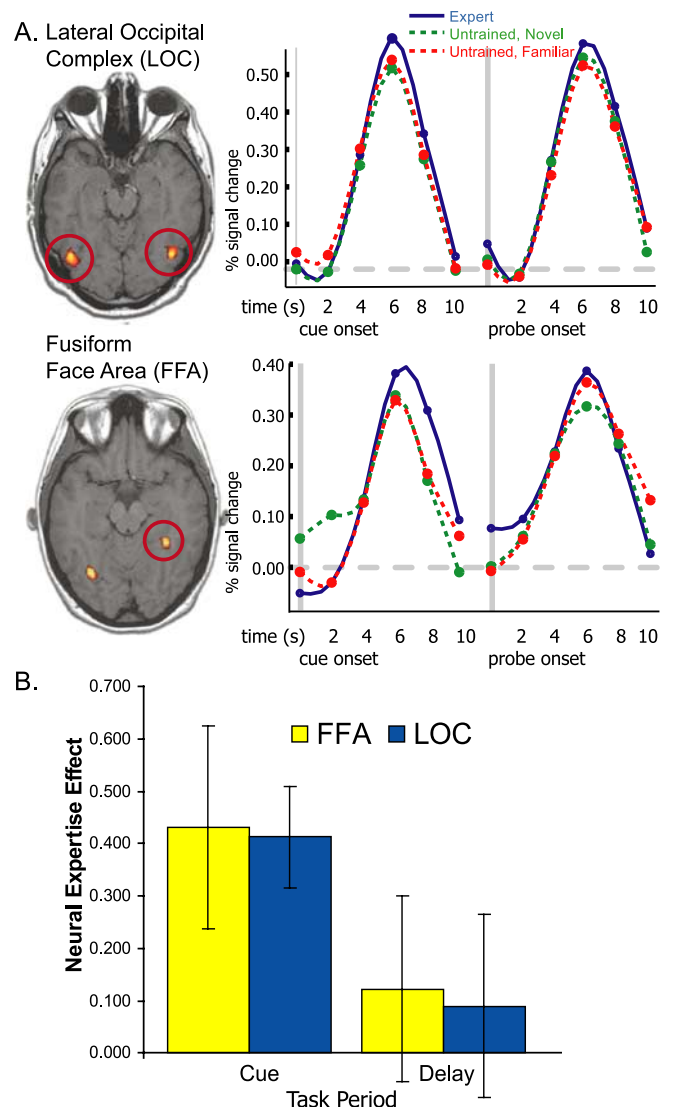 A. Lateral Occipital
Complex (LOC)
Expert
Untrained, Novel
Untrained, Familiar
% signal change
0.50
0.40
0.30
0.20
0.10
0.00
time (s) 2 4 6 8 10 2 4 6 8 10
cue onset probe onset
Fusiform
Face Area (FFA)
% signal change
0.40
0.30
0.20
0.10
0.00
time (s) 2 4 6 8 10 2 4 6 8 10
cue onset probe onset
B.
Neural Expertise Effect
0.700
0.600
0.500
0.400
0.300
0.200
0.100
0.000
FFA LOC
Cue Delay
Task Period